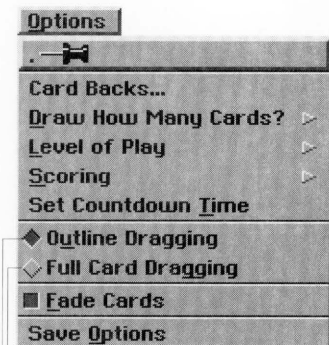 Options
Card Backs...
Draw How Many Cards?
Level of Play
Scoring
Set Countdown Time
Outline Dragging
Full Card Dragging
Fade Cards
Save Options